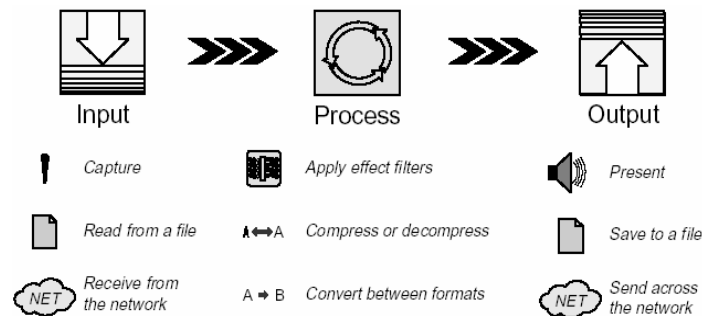 Input
Process
Output
Capture
Apply effect filters
Present
Read from a file
A ↔ A Compress or decompress
Save to a file
NET Receive from
the network
A → B Convert between formats
NET Send across
the network